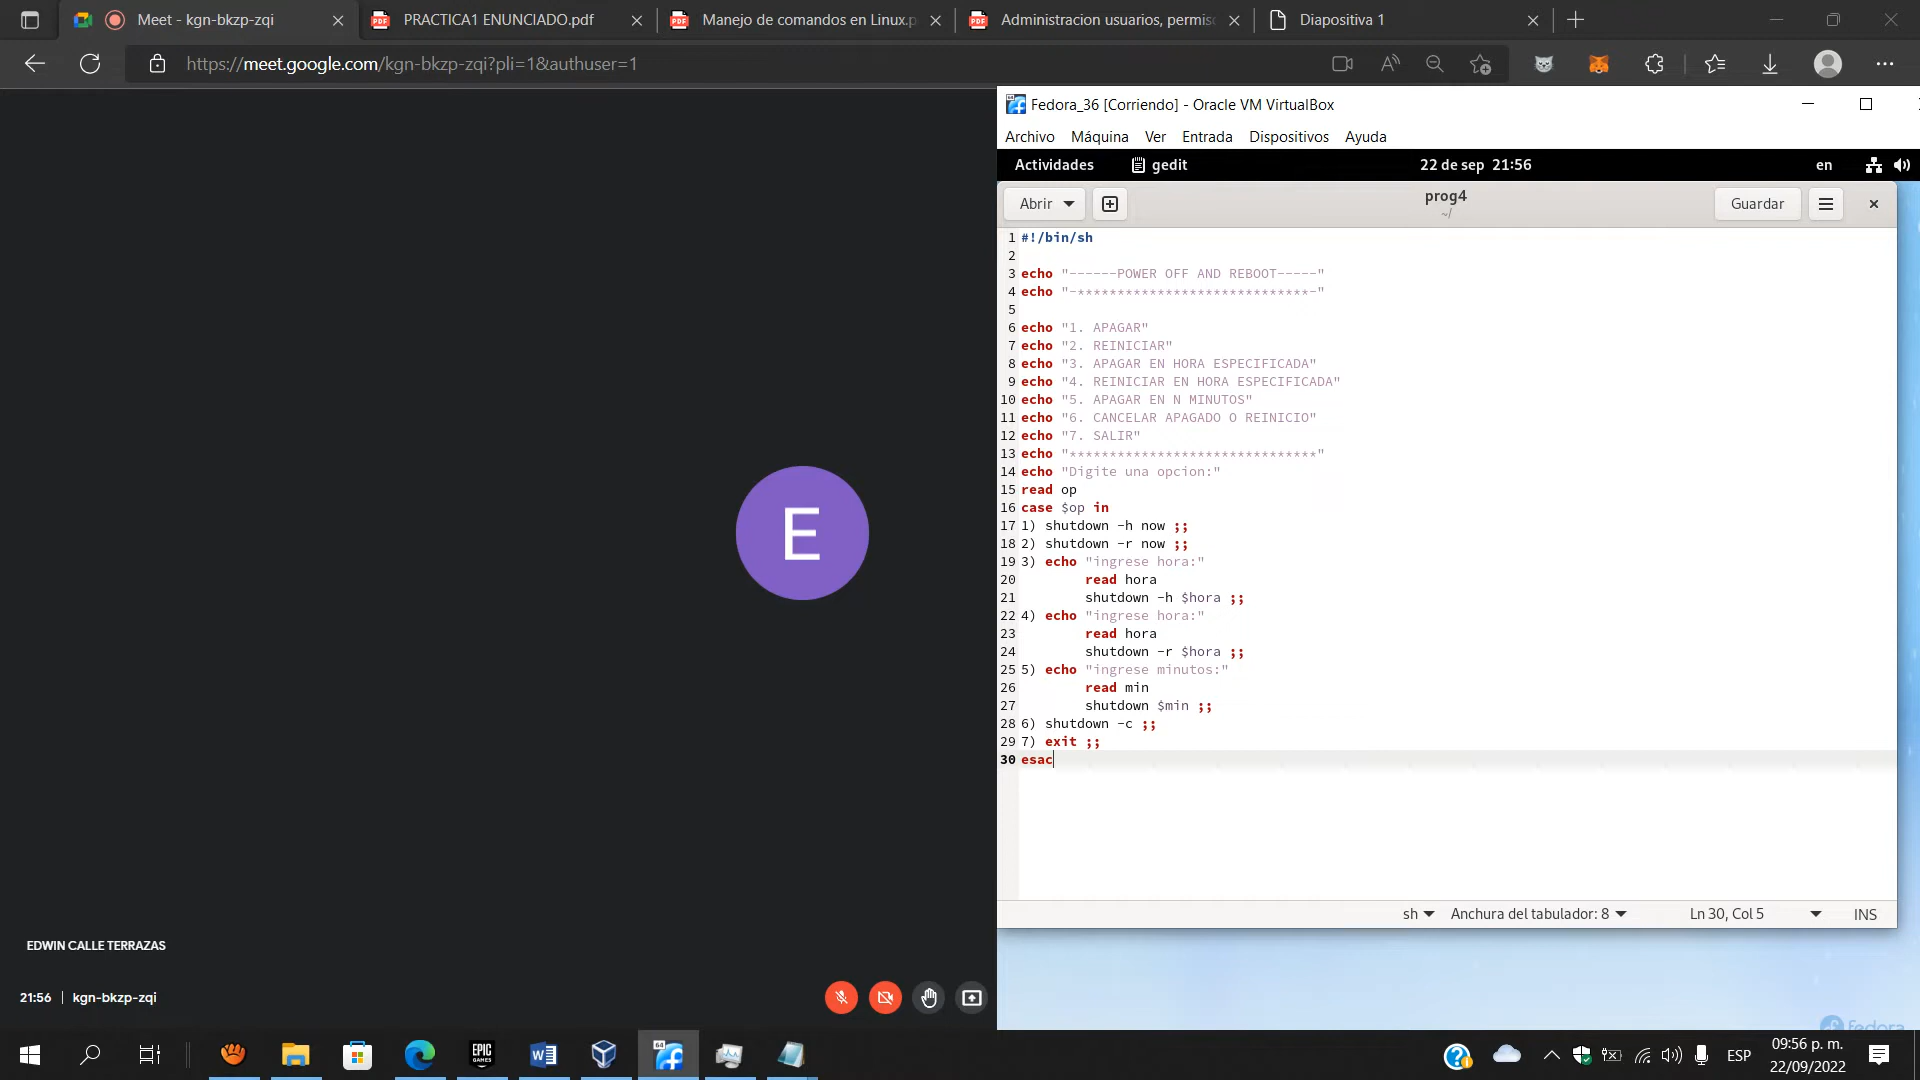 Meet - kgn-bkzp-zqi
PRACTICA1 ENUNCIADO.pdf
Manejo de comandos en Linux.p
Administracion usuarios, permis
Diapositiva 1
https://meet.google.com/kgn-bkzp-zqi?pli=1&authuser=1
Fedora_36 [Corriendo] - Oracle VM VirtualBox
Archivo Máquina Ver Entrada Dispositivos Ayuda
Actividades gedit 22 de sep 21:56 en
Abrir prog4 Guardar
~/
1 #!/bin/sh
2
3 echo "------POWER OFF AND REBOOT-----"
4 echo "-*****************************-"
5
6 echo "1. APAGAR"
7 echo "2. REINICIAR"
8 echo "3. APAGAR EN HORA ESPECIFICADA"
9 echo "4. REINICIAR EN HORA ESPECIFICADA"
10 echo "5. APAGAR EN N MINUTOS"
11 echo "6. CANCELAR APAGADO O REINICIO"
12 echo "7. SALIR"
13 echo "*******************************"
14 echo "Digite una opcion:"
15 read op
16 case $op in
17 1) shutdown -h now ;;
18 2) shutdown -r now ;;
19 3) echo "ingrese hora:"
20 read hora
21 shutdown -h $hora ;;
22 4) echo "ingrese hora:"
23 read hora
24 shutdown -r $hora ;;
25 5) echo "ingrese minutos:"
26 read min
27 shutdown $min ;;
28 6) shutdown -c ;;
29 7) exit ;;
30 esac
sh Anchura del tabulador: 8 Ln 30, Col 5 INS
E
EDWIN CALLE TERRAZAS
21:56 | kgn-bkzp-zqi
fedora
EPIC GAMES
64
ESP
09:56 p. m.
22/09/2022